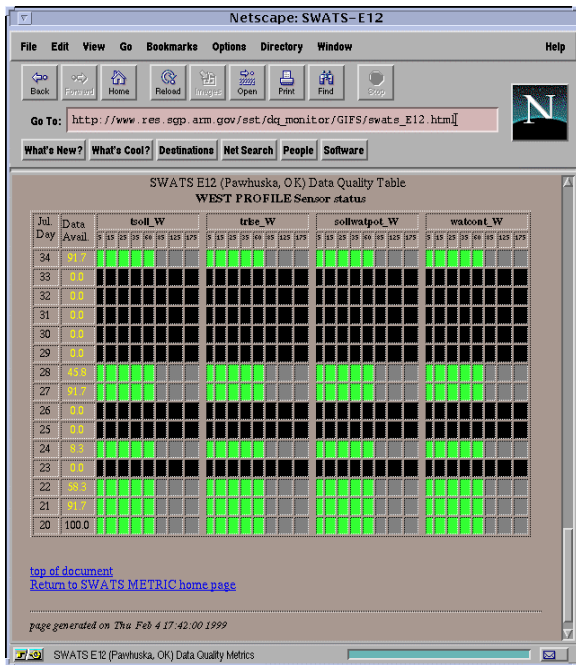 Netscape: SWATS-E12
File Edit View Go Bookmarks Options Directory Window Help
Back Forward Home Reload Images Open Print Find Stop
Go To: http://www.res.sgp.arm.gov/sst/dq_monitor/GIFS/swats_E12.html
N
What's New? What's Cool? Destinations Net Search People Software
SWATS E12 (Pawhuska, OK) Data Quality Table
WEST PROFILE Sensor status
Jul. Day Data Avail. tsoil_W trise_W soilwatpot_W watcont_W
5 15 25 35 60 85 125 175 5 15 25 35 60 85 125 175 5 15 25 35 60 85 125 175 5 15 25 35 60 85 125 175
34 91.7
33 0.0
32 0.0
31 0.0
30 0.0
29 0.0
28 45.8
27 91.7
26 0.0
25 0.0
24 8.3
23 0.0
22 58.3
21 91.7
20 100.0
top of document
Return to SWATS METRIC home page
page generated on Thu Feb 4 17:42:00 1999
SWATS E12 (Pawhuska, OK) Data Quality Metrics